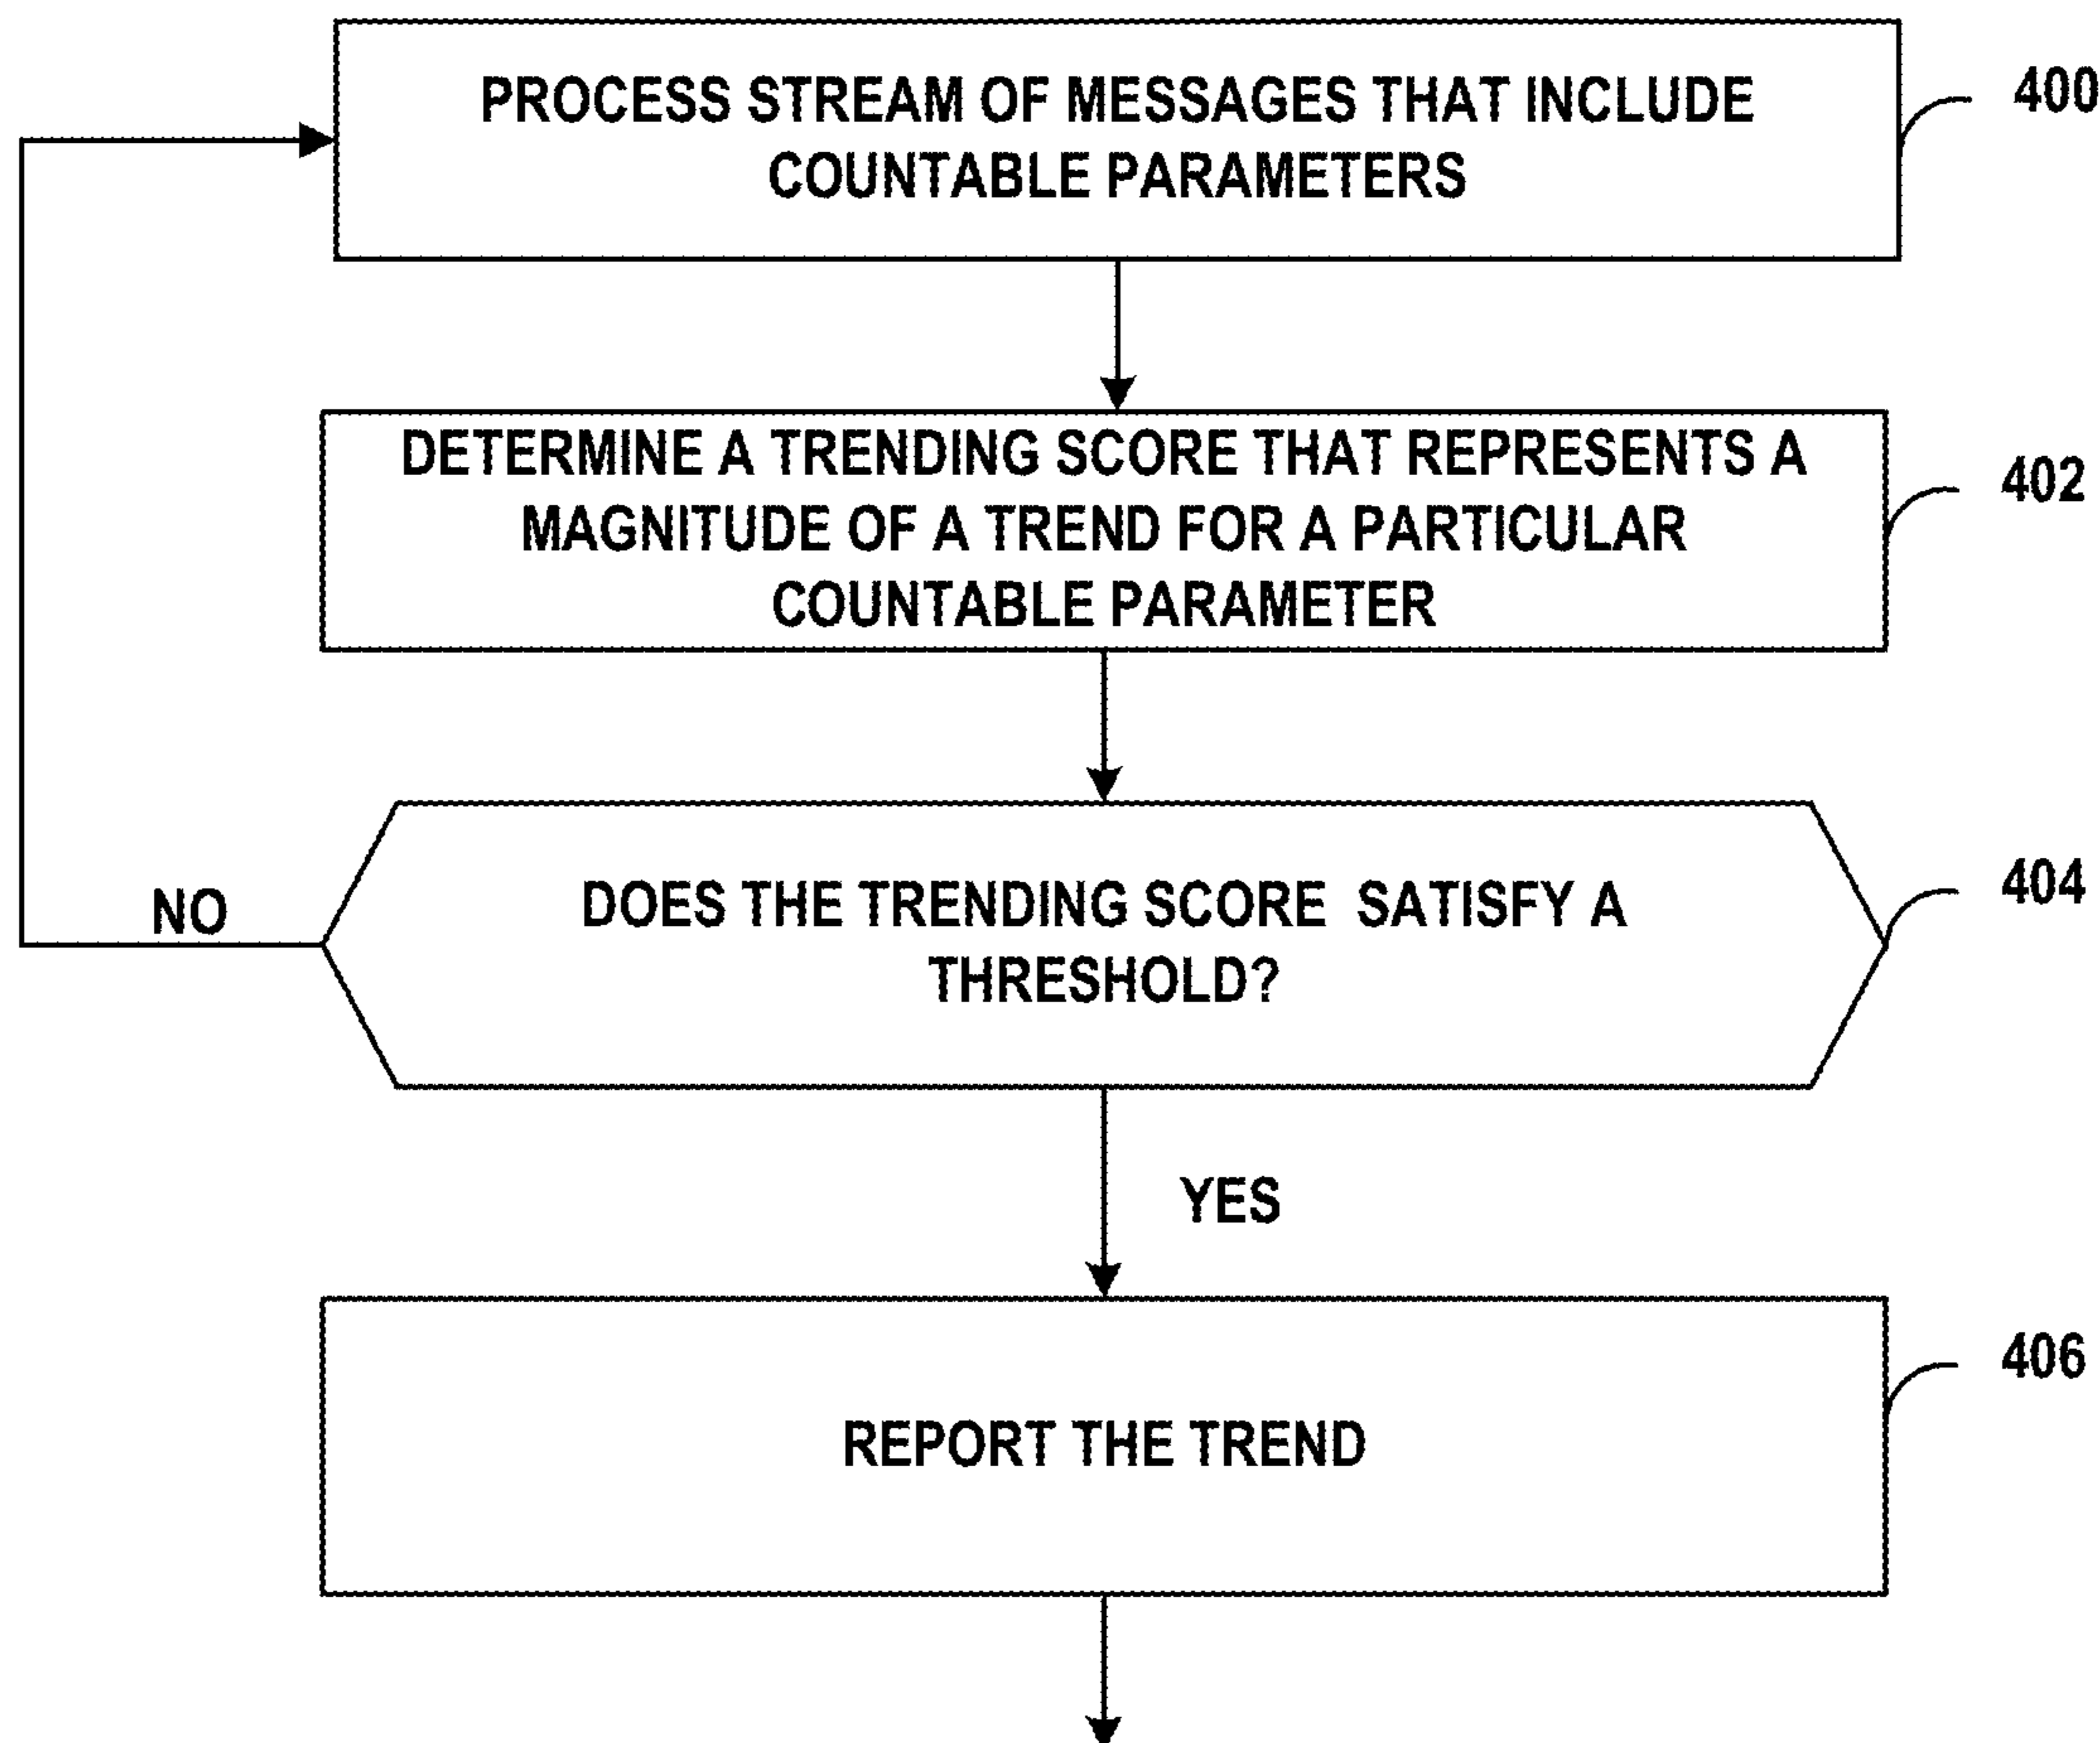 PROCESS STREAM OF MESSAGES THAT INCLUDE
COUNTABLE PARAMETERS
400
DETERMINE A TRENDING SCORE THAT REPRESENTS A
MAGNITUDE OF A TREND FOR A PARTICULAR
COUNTABLE PARAMETER
402
DOES THE TRENDING SCORE SATISFY A
THRESHOLD?
404
NO
YES
REPORT THE TREND
406